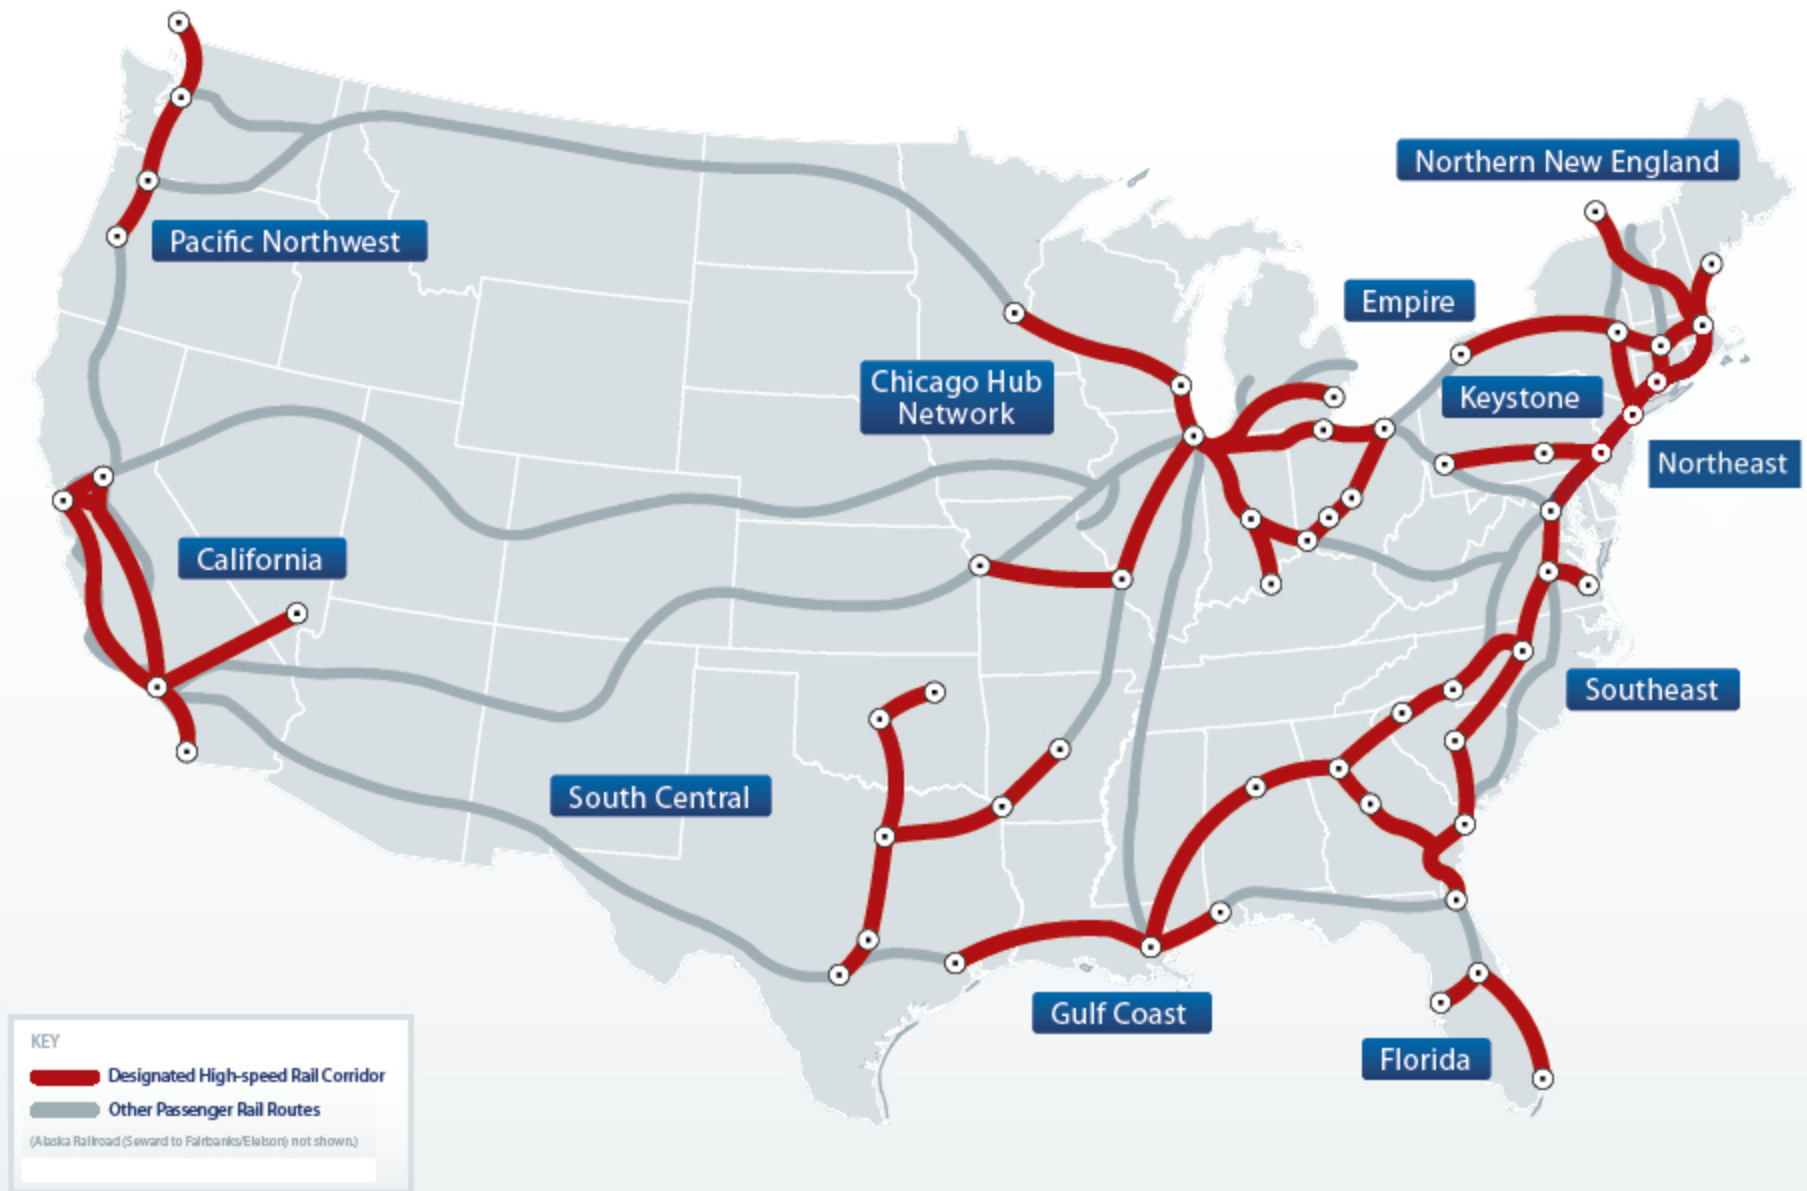 Northern New England
Pacific Northwest
Empire
Chicago Hub
Network
Keystone
Northeast
California
Southeast
South Central
Gulf Coast
Florida
KEY
Designated High-speed Rail Corridor
Other Passenger Rail Routes
(Alaska Railroad (Seward to Fairbanks/Eielson) not shown.)